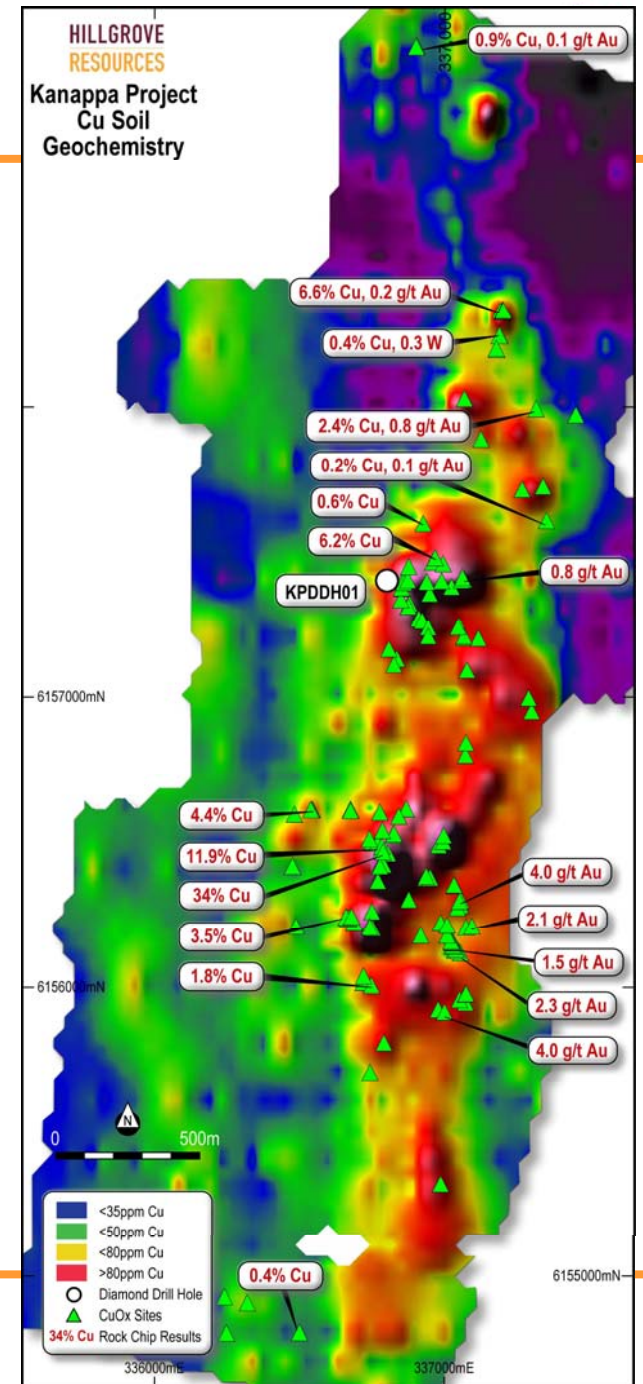 HILLGROVE
RESOURCES
Kanappa Project
Cu Soil
Geochemistry
337000
0.9% Cu, 0.1 g/t Au
6.6% Cu, 0.2 g/t Au
0.4% Cu, 0.3 W
2.4% Cu, 0.8 g/t Au
0.2% Cu, 0.1 g/t Au
0.6% Cu
6.2% Cu
0.8 g/t Au
KPDDH01
6157000mN
4.4% Cu
11.9% Cu
34% Cu
4.0 g/t Au
3.5% Cu
2.1 g/t Au
1.5 g/t Au
1.8% Cu
6156000mN
2.3 g/t Au
4.0 g/t Au
N
0 500m
<35ppm Cu
<50ppm Cu
<80ppm Cu
>80ppm Cu
Diamond Drill Hole
CuOx Sites
34% Cu Rock Chip Results
0.4% Cu
6155000mN
336000mE
337000mE